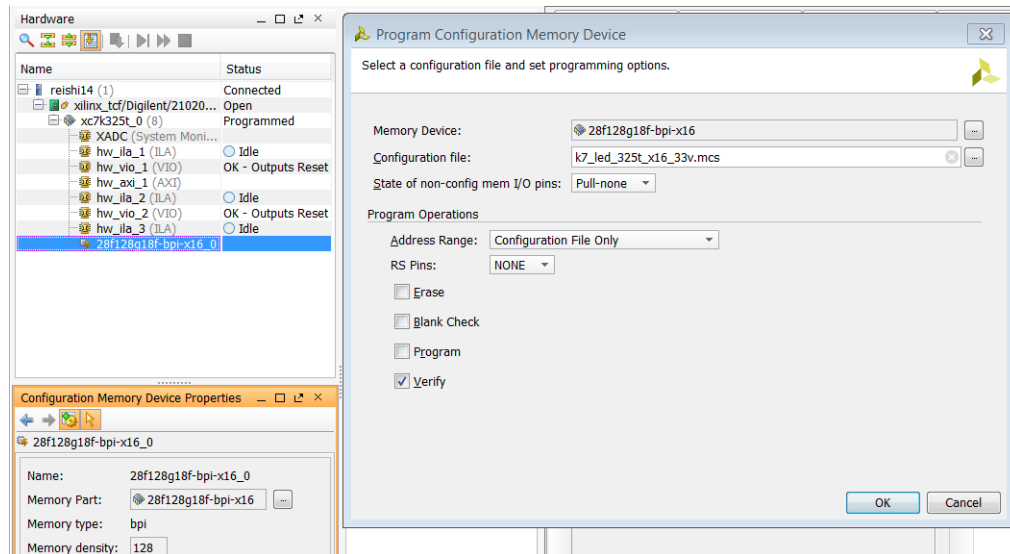 Hardware
Name Status
reishi14 (1) Connected
xilinx_tcf/Digilent/21020... Open
xc7k325t_0 (8) Programmed
XADC (System Moni...
hw_ila_1 (ILA) Idle
hw_vio_1 (VIO) OK - Outputs Reset
hw_axi_1 (AXI)
hw_ila_2 (ILA) Idle
hw_vio_2 (VIO) OK - Outputs Reset
hw_ila_3 (ILA) Idle
28f128g18f-bpi-x16_0
Configuration Memory Device Properties
28f128g18f-bpi-x16_0
Name: 28f128g18f-bpi-x16_0
Memory Part: 28f128g18f-bpi-x16 ...
Memory type: bpi
Memory density: 128
Program Configuration Memory Device
Select a configuration file and set programming options.
Memory Device: 28f128g18f-bpi-x16 ...
Configuration file: k7_led_325t_x16_33v.mcs ...
State of non-config mem I/O pins: Pull-none
Program Operations
Address Range: Configuration File Only
RS Pins: NONE
Erase
Blank Check
Program
Verify
OK Cancel